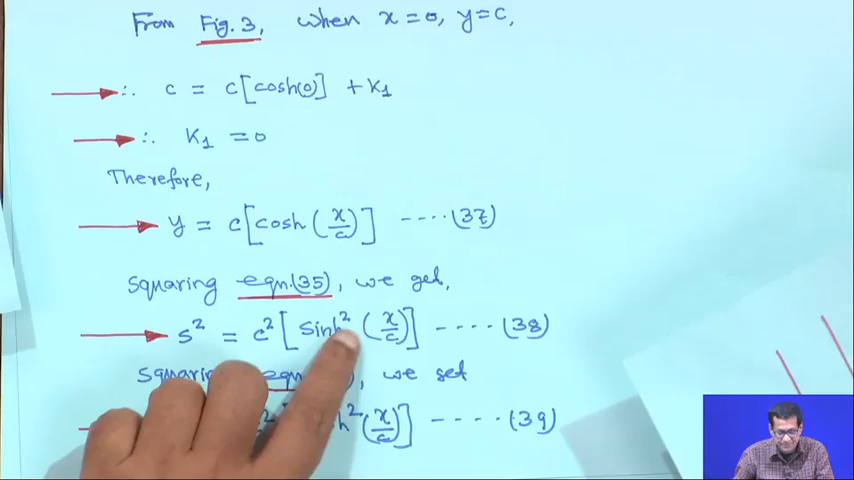 From Fig. 3, when x = 0, y = c,
∴ c = c[cosh(0)] + K₁
∴ K₁ = 0
Therefore,
y = c[cosh (x/c)] ----(37)
Squaring eqn.(35), we get,
s² = c² [sinh² (x/c)] ----(38)
Squaring we get
(x/c)] -----(39)